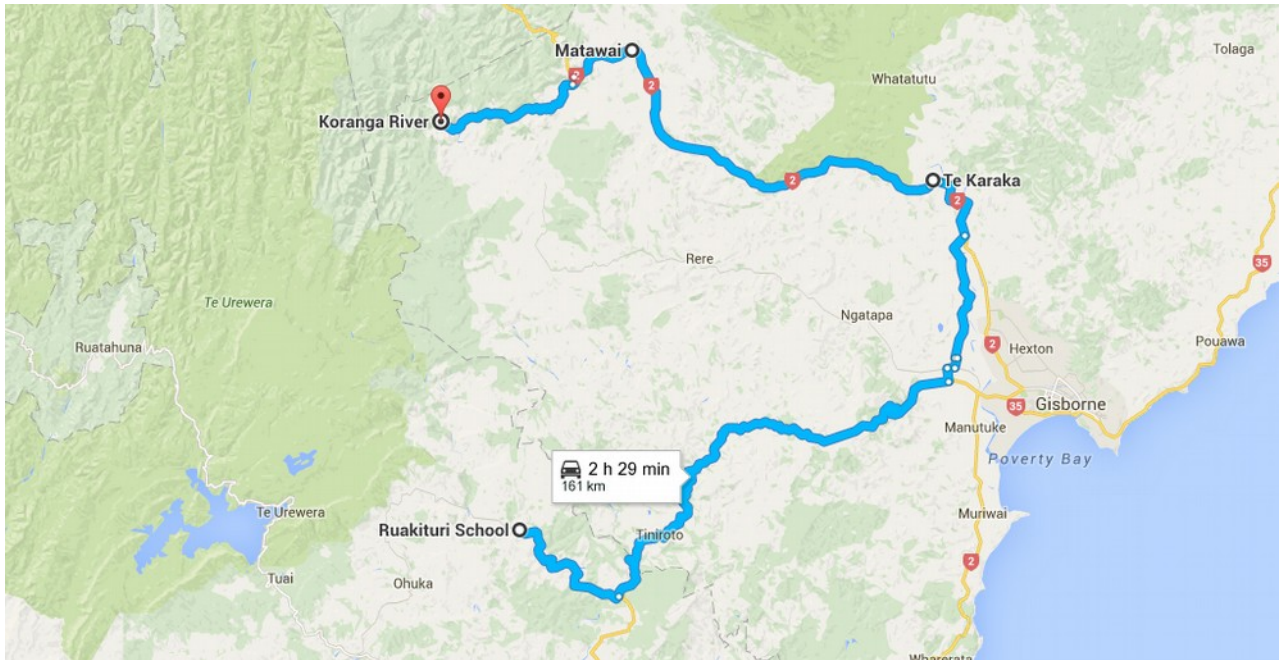 Matawai
2
Tolaga
Whatatutu
2
Koranga River
2
Te Karaka
2
Rere
35
Te Urewera
Ngatapa
Ruatahuna
2
Hexton
Pouawa
35
Gisborne
Manutuke
Poverty Bay
2 h 29 min
161 km
Te Urewera
Muriwai
Ruakituri School
Tiniroto
2
Tuai
Ohuka
Wharerata